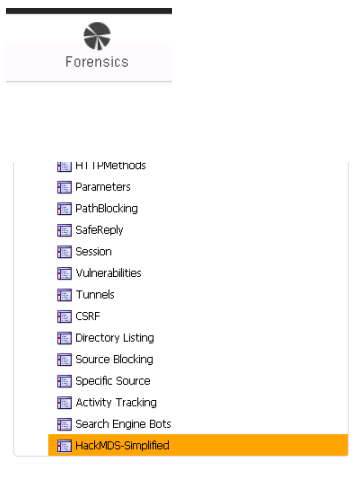 Forensics
HTTPMethods
Parameters
PathBlocking
SafeReply
Session
Vulnerabilities
Tunnels
CSRF
Directory Listing
Source Blocking
Specific Source
Activity Tracking
Search Engine Bots
HackMDS-Simplified